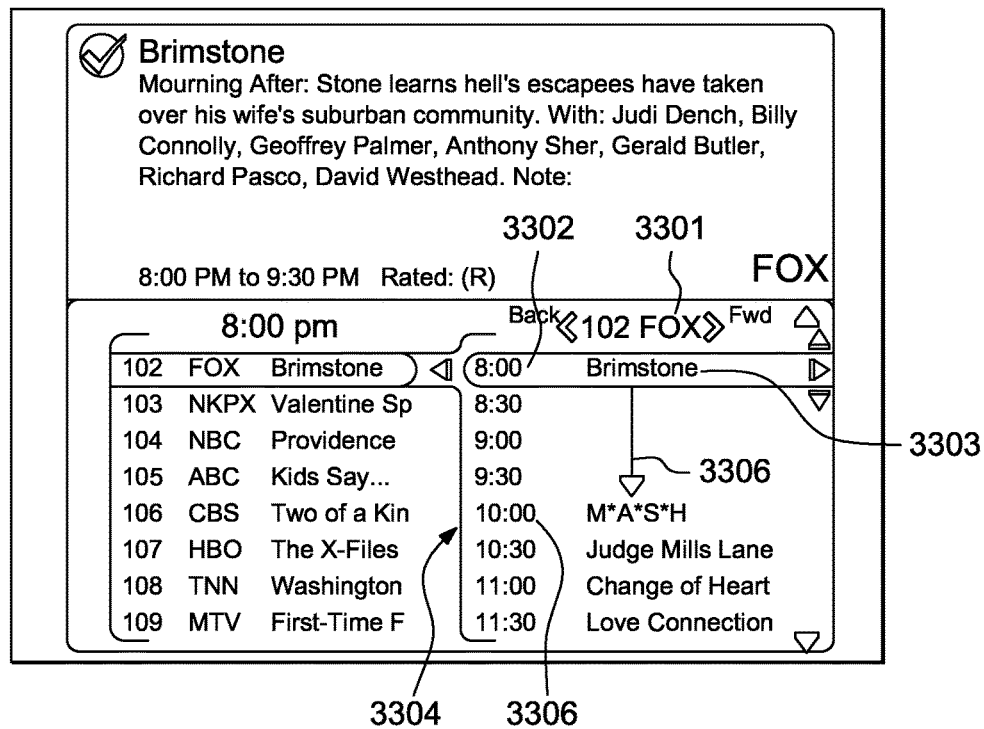 Brimstone
Mourning After: Stone learns hell's escapees have taken
over his wife's suburban community. With: Judi Dench, Billy
Connolly, Geoffrey Palmer, Anthony Sher, Gerald Butler,
Richard Pasco, David Westhead. Note:
3302 3301
8:00 PM to 9:30 PM Rated: (R) FOX
8:00 pm Back 102 FOX Fwd
102 FOX Brimstone 8:00 Brimstone
103 NKPX Valentine Sp 8:30
3303
104 NBC Providence 9:00
105 ABC Kids Say... 9:30 3306
106 CBS Two of a Kin 10:00 M*A*S*H
107 HBO The X-Files 10:30 Judge Mills Lane
108 TNN Washington 11:00 Change of Heart
109 MTV First-Time F 11:30 Love Connection
3304 3306